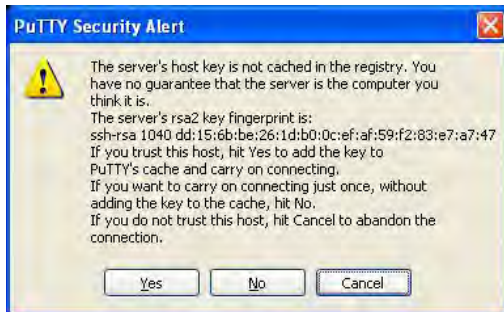 PuTTY Security Alert
The server's host key is not cached in the registry. You
have no guarantee that the server is the computer you
think it is.
The server's rsa2 key fingerprint is:
ssh-rsa 1040 dd:15:6b:be:26:1d:b0:0c:ef:af:59:f2:83:e7:a7:47
If you trust this host, hit Yes to add the key to
PuTTY's cache and carry on connecting.
If you want to carry on connecting just once, without
adding the key to the cache, hit No.
If you do not trust this host, hit Cancel to abandon the
connection.
Yes No Cancel